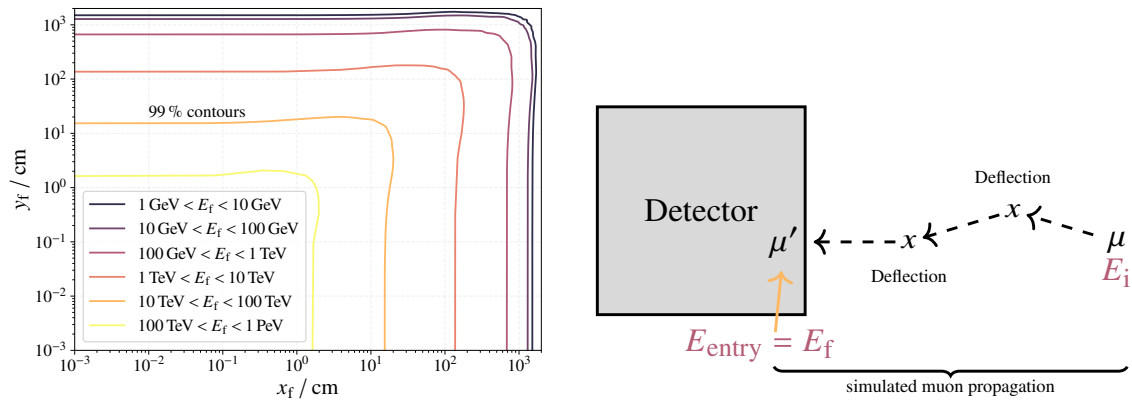 10³
10²
10¹
10⁰
10⁻¹
10⁻²
10⁻³
y_f / cm
99 % contours
1 GeV < E_f < 10 GeV
10 GeV < E_f < 100 GeV
100 GeV < E_f < 1 TeV
1 TeV < E_f < 10 TeV
10 TeV < E_f < 100 TeV
100 TeV < E_f < 1 PeV
10⁻³ 10⁻² 10⁻¹ 10⁰ 10¹ 10² 10³
x_f / cm
Detector
μ′
Deflection
x
Deflection
x
μ
E_i
E_entry = E_f
simulated muon propagation